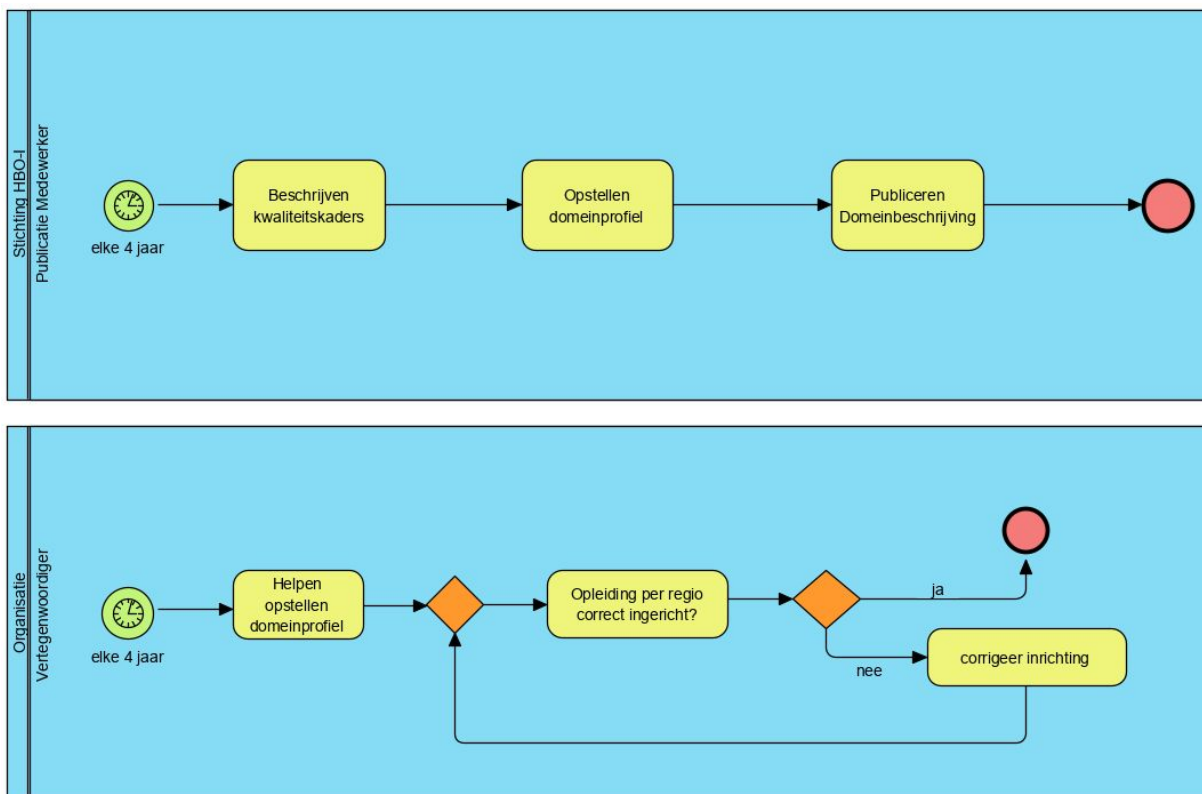 Stichting HBO-I
Publicatie Medewerker
elke 4 jaar
Beschrijven
kwaliteitskaders
Opstellen
domeinprofiel
Publiceren
Domeinbeschrijving
Organisatie
Vertegenwoordiger
elke 4 jaar
Helpen
opstellen
domeinprofiel
Opleiding per regio
correct ingericht?
ja
nee
corrigeer inrichting